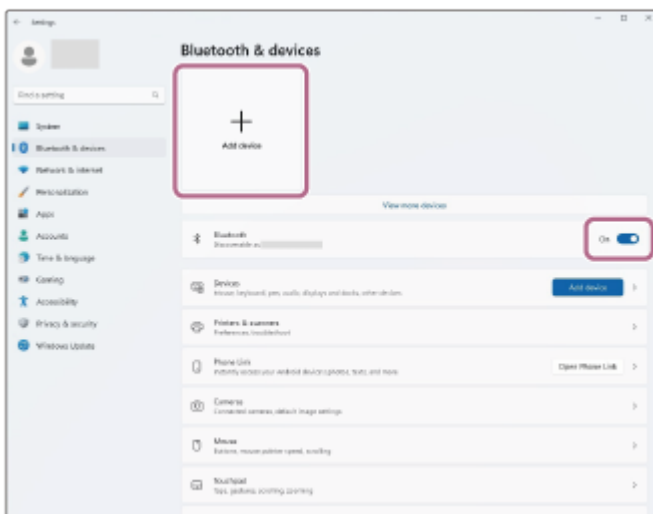 Settings
Bluetooth & devices
Add device
Find a setting
System
Bluetooth & devices
Network & internet
Personalization
Apps
Accounts
Time & language
Gaming
Accessibility
Privacy & security
Windows Update
View more devices
Bluetooth
Discoverable as
On
Devices
Mouse, keyboard, pen, audio, displays and docks, other devices
Add device
Printers & scanners
Preferences, troubleshoot
Phone Link
Instantly access your Android device's photos, texts, and more
Open Phone Link
Cameras
Connected cameras, default image settings
Mouse
Buttons, mouse pointer speed, scrolling
Touchpad
Taps, gestures, scrolling, zooming